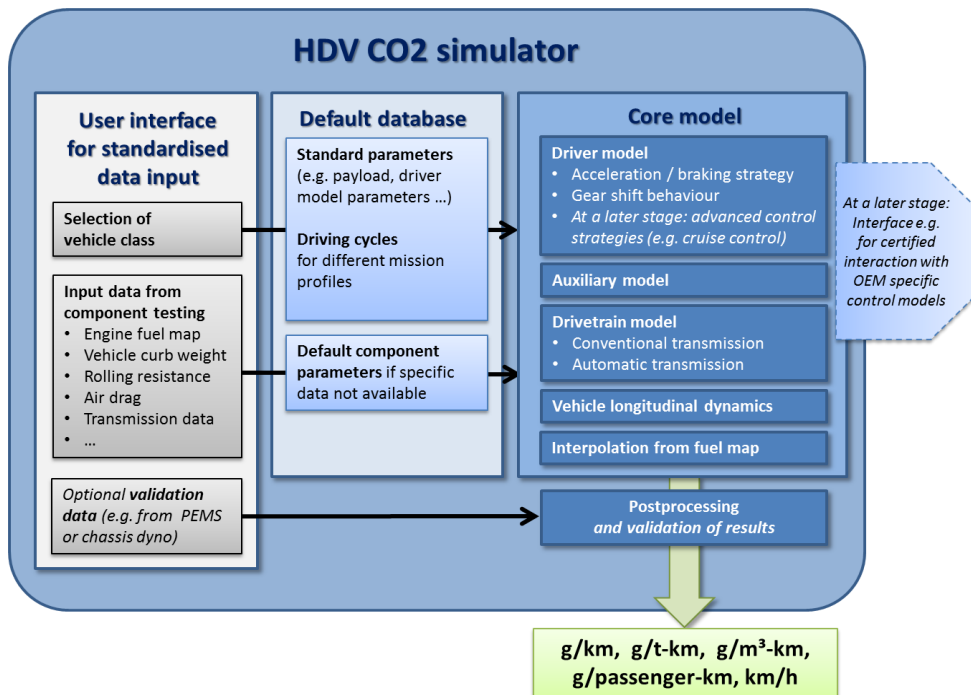 HDV CO2 simulator
User interface
for standardised
data input
Selection of
vehicle class
Input data from
component testing
• Engine fuel map
• Vehicle curb weight
• Rolling resistance
• Air drag
• Transmission data
• …
Optional validation
data (e.g. from PEMS
or chassis dyno)
Default database
Standard parameters
(e.g. payload, driver
model parameters …)
Driving cycles
for different mission
profiles
Default component
parameters if specific
data not available
Core model
Driver model
• Acceleration / braking strategy
• Gear shift behaviour
• At a later stage: advanced control
strategies (e.g. cruise control)
Auxiliary model
Drivetrain model
• Conventional transmission
• Automatic transmission
Vehicle longitudinal dynamics
Interpolation from fuel map
Postprocessing
and validation of results
At a later stage:
Interface e.g.
for certified
interaction with
OEM specific
control models
g/km, g/t-km, g/m³-km,
g/passenger-km, km/h